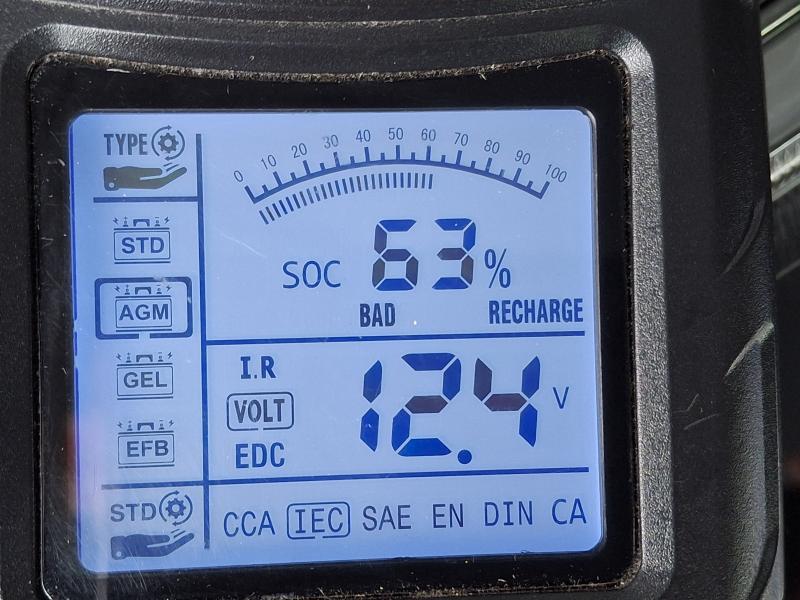 TYPE
0 10 20 30 40 50 60 70 80 90 100
STD
SOC 63%
AGM
BAD RECHARGE
GEL
I.R
VOLT 12.4 V
EFB
EDC
STD
CCA IEC SAE EN DIN CA